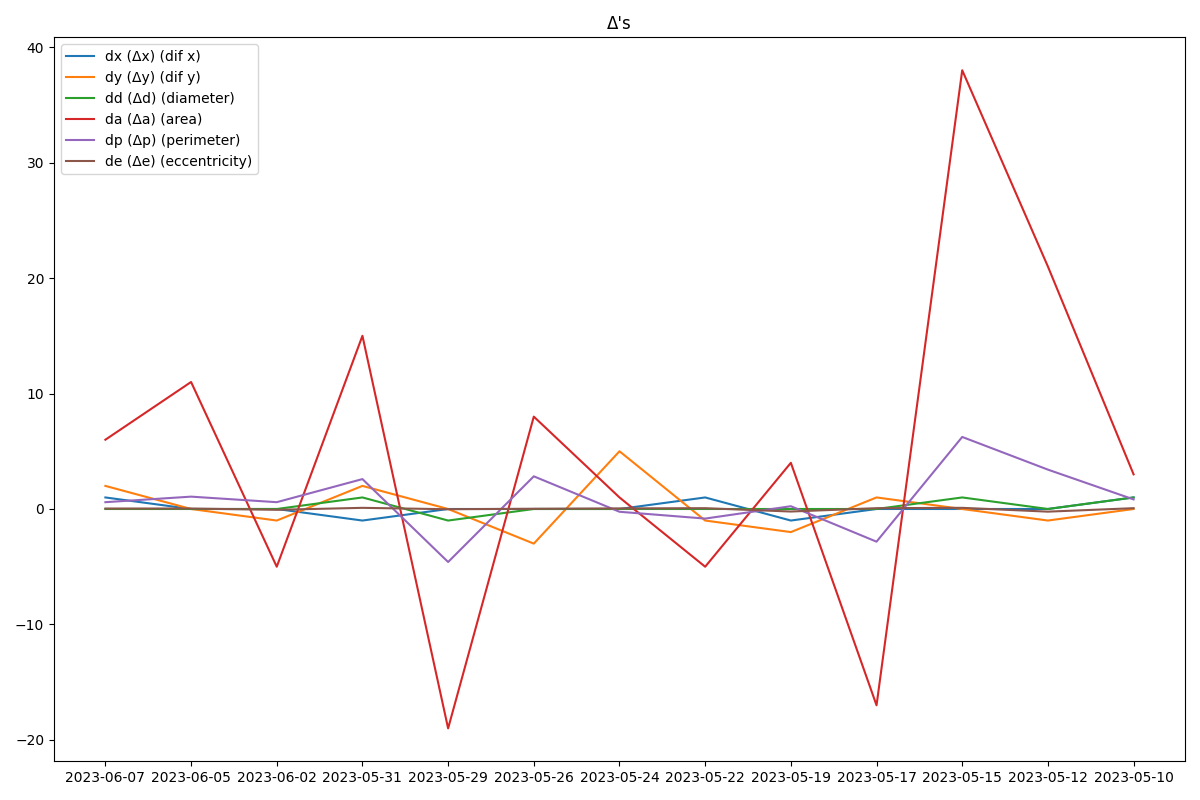 Δ's
40
30
20
10
0
−10
−20
dx (Δx) (dif x)
dy (Δy) (dif y)
dd (Δd) (diameter)
da (Δa) (area)
dp (Δp) (perimeter)
de (Δe) (eccentricity)
2023-06-07 2023-06-05 2023-06-02 2023-05-31 2023-05-29 2023-05-26 2023-05-24 2023-05-22 2023-05-19 2023-05-17 2023-05-15 2023-05-12 2023-05-10